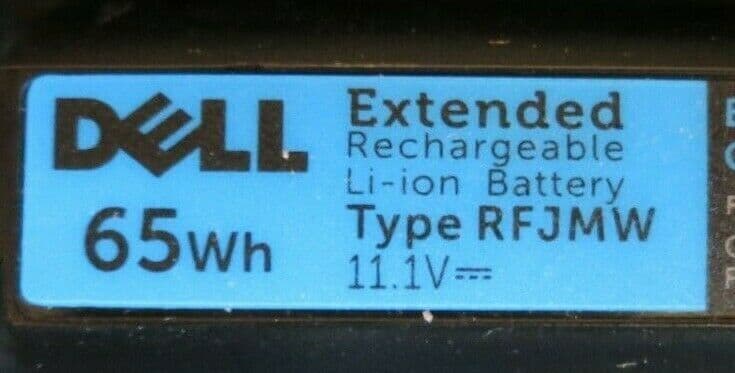 DELL
65Wh
Extended
Rechargeable
Li-ion Battery
Type RFJMW
11.1V⎓